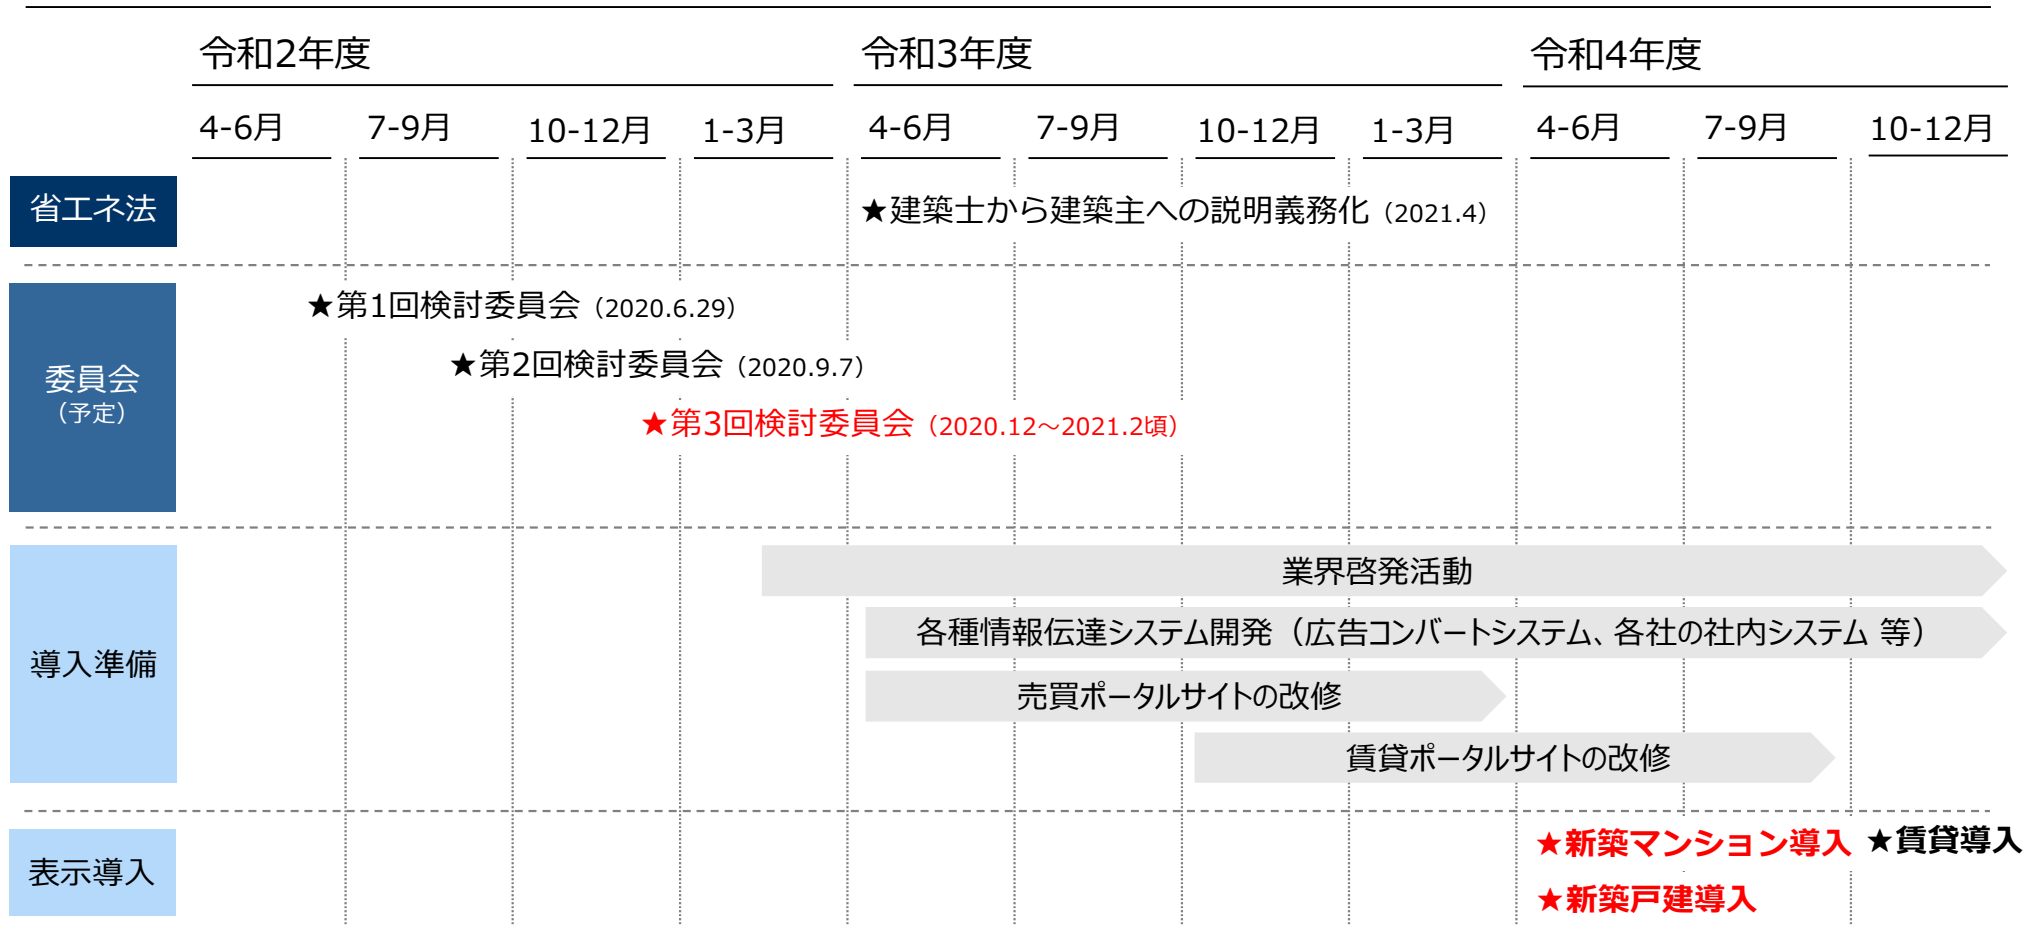 令和2年度 令和3年度 令和4年度
4-6月 7-9月 10-12月 1-3月 4-6月 7-9月 10-12月 1-3月 4-6月 7-9月 10-12月
省エネ法
★建築士から建築主への説明義務化（2021.4）
委員会
（予定）
★第1回検討委員会（2020.6.29）
★第2回検討委員会（2020.9.7）
★第3回検討委員会（2020.12～2021.2頃）
導入準備
業界啓発活動
各種情報伝達システム開発（広告コンバートシステム、各社の社内システム 等）
売買ポータルサイトの改修
賃貸ポータルサイトの改修
表示導入
★新築マンション導入 ★賃貸導入
★新築戸建導入